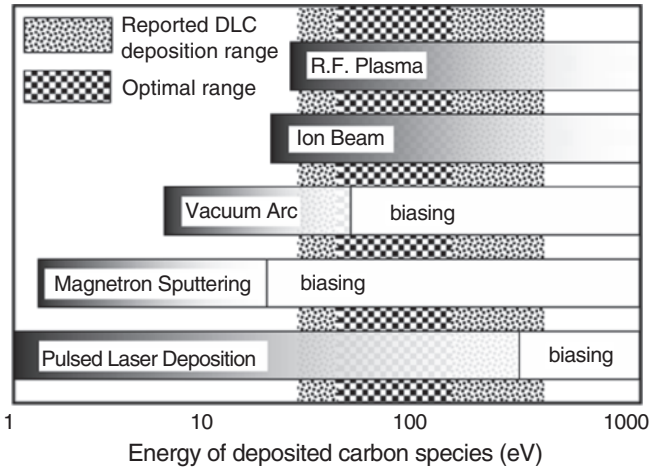 Reported DLC
deposition range
Optimal range
R.F. Plasma
Ion Beam
Vacuum Arc
biasing
Magnetron Sputtering
biasing
Pulsed Laser Deposition
biasing
1 10 100 1000
Energy of deposited carbon species (eV)